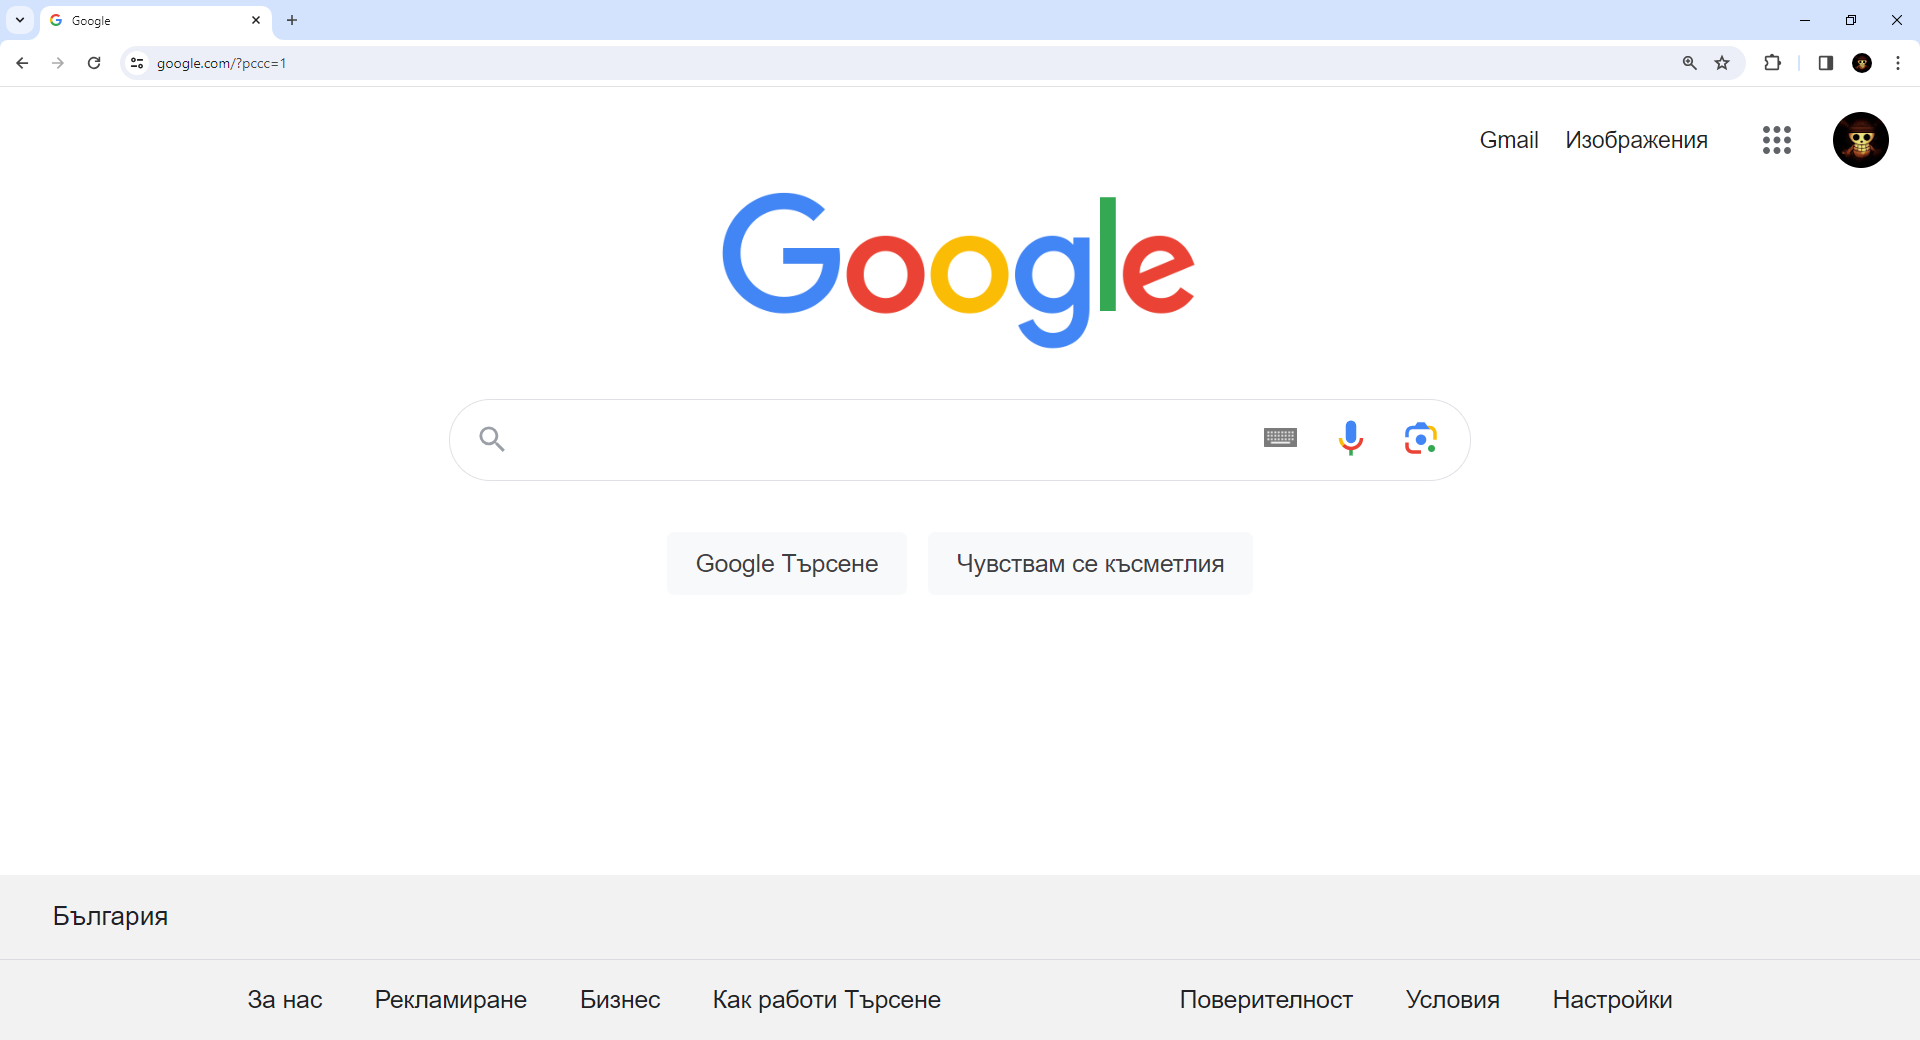 Google
google.com/?pccc=1
Gmail Изображения
Google
Google Търсене Чувствам се късметлия
България
За нас Рекламиране Бизнес Как работи Търсене Поверителност Условия Настройки